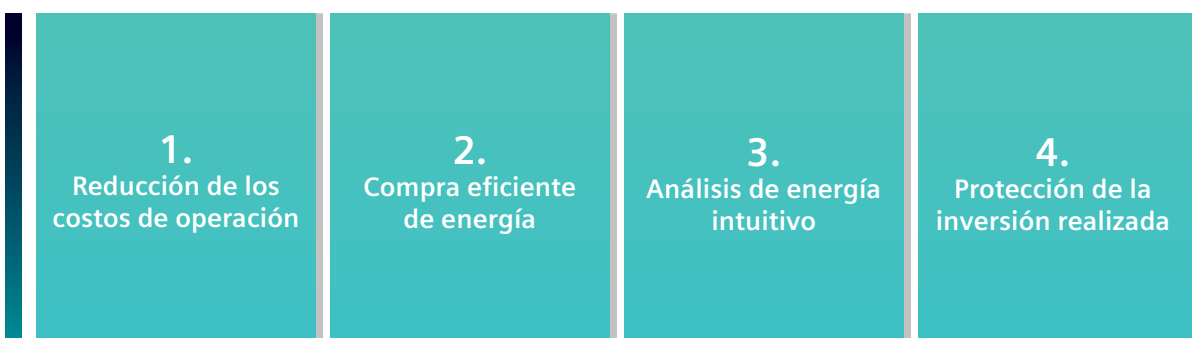 1.
Reducción de los
costos de operación
2.
Compra eficiente
de energía
3.
Análisis de energía
intuitivo
4.
Protección de la
inversión realizada